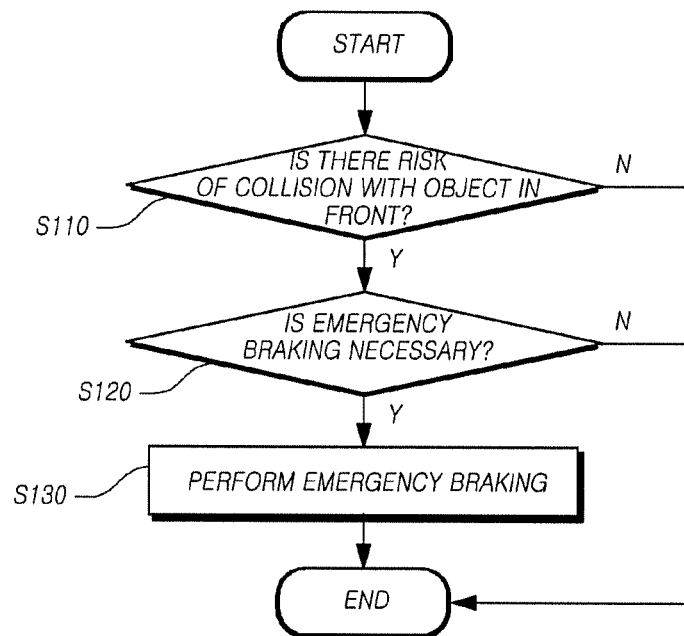 START
IS THERE RISK
OF COLLISION WITH OBJECT IN
FRONT?
N
S110
Y
IS EMERGENCY
BRAKING NECESSARY?
N
S120
Y
PERFORM EMERGENCY BRAKING
S130
END